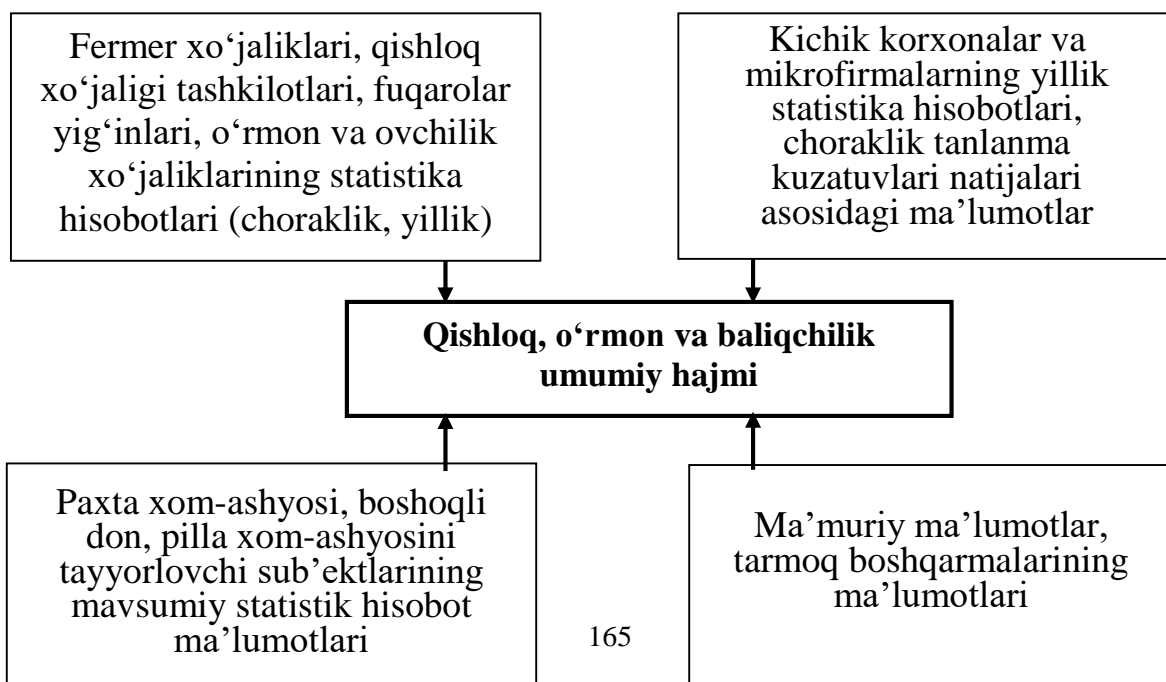 Fermer xo‘jaliklari, qishloq
xo‘jaligi tashkilotlari, fuqarolar
yig‘inlari, o‘rmon va ovchilik
xo‘jaliklarining statistika
hisobotlari (choraklik, yillik)
Kichik korxonalar va
mikrofirmalarning yillik
statistika hisobotlari,
choraklik tanlanma
kuzatuvlari natijalari
asosidagi ma’lumotlar
Qishloq, o‘rmon va baliqchilik
umumiy hajmi
Paxta xom-ashyosi, boshoqli
don, pilla xom-ashyosini
tayyorlovchi sub’ektlarining
mavsumiy statistik hisobot
ma’lumotlari
Ma’muriy ma’lumotlar,
tarmoq boshqarmalarining
ma’lumotlari
165